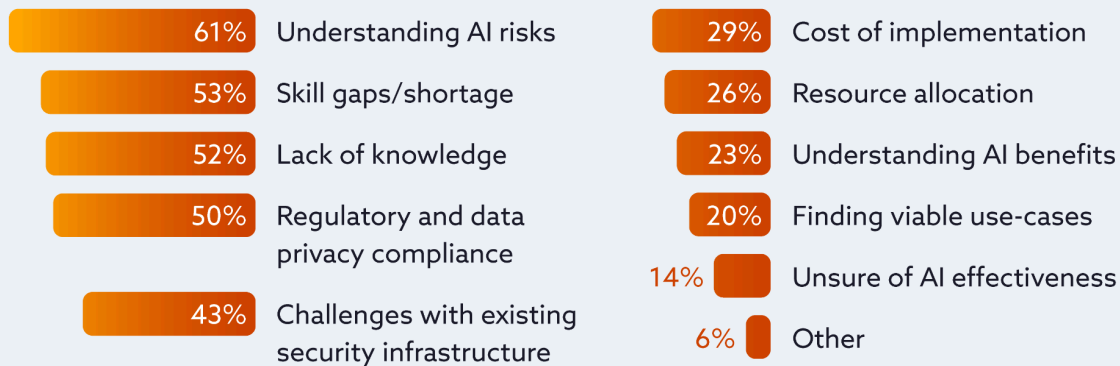 61% Understanding AI risks
53% Skill gaps/shortage
52% Lack of knowledge
50% Regulatory and data
privacy compliance
43% Challenges with existing
security infrastructure
29% Cost of implementation
26% Resource allocation
23% Understanding AI benefits
20% Finding viable use-cases
14% Unsure of AI effectiveness
6% Other